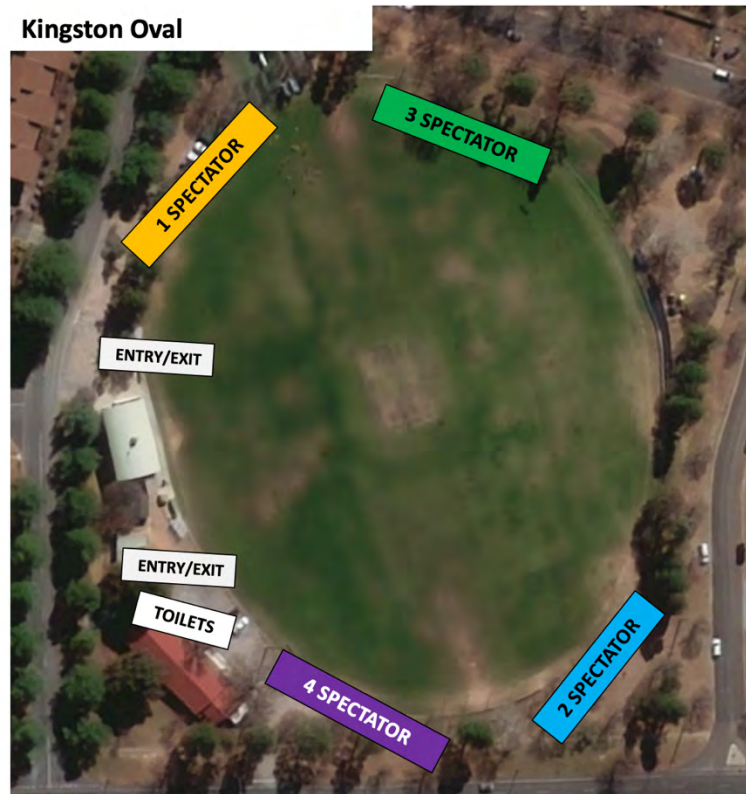 Kingston Oval
3 SPECTATOR
1 SPECTATOR
ENTRY/EXIT
ENTRY/EXIT
TOILETS
2 SPECTATOR
4 SPECTATOR